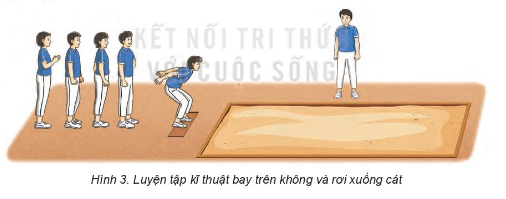 KẾT NỐI TRI THỨ
VỚI CUỘC SỐNG
Hình 3. Luyện tập kĩ thuật bay trên không và rơi xuống cát